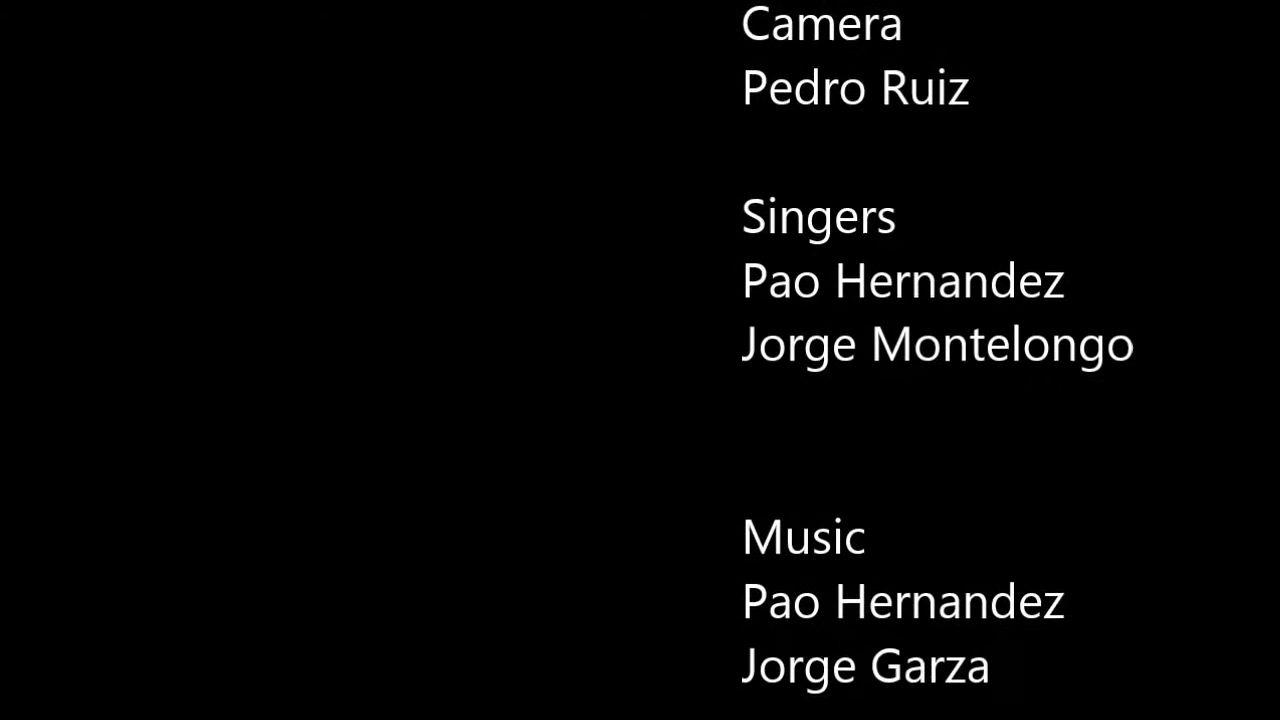 Camera
Pedro Ruiz
Singers
Pao Hernandez
Jorge Montelongo
Music
Pao Hernandez
Jorge Garza